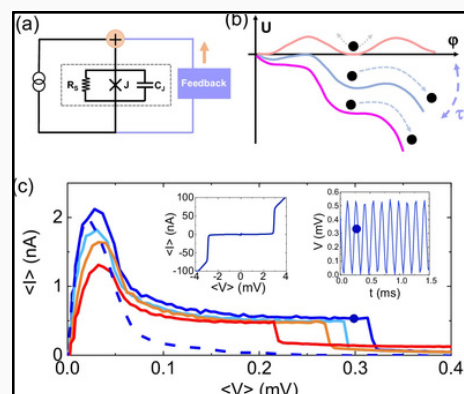 (a)
+
R_S
J
C_J
Feedback
(b)
U
φ
τ
(c)
<I> (nA)
2
1
0
0.0 0.1 0.2 0.3 0.4
<V> (mV)
<I> (nA)
100
50
0
-50
-100
-4 0 4
<V> (mV)
V (mV)
0.6
0.5
0.4
0.3
0.2
0.1
0.0
0.0 0.5 1.0 1.5
t (ms)